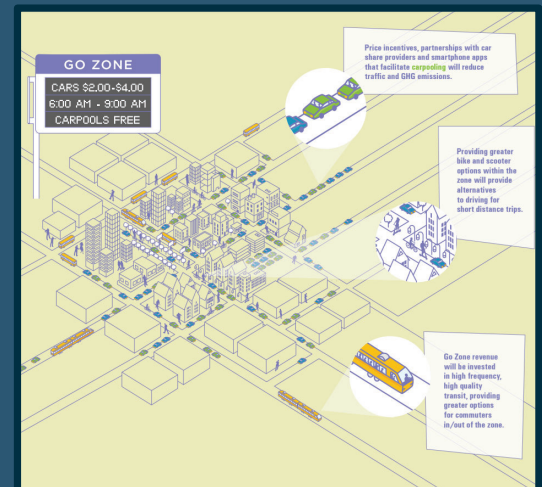 GO ZONE
CARS $2.00-$4.00
6:00 AM - 9:00 AM
CARPOOLS FREE
Price incentives, partnerships with car
share providers and smartphone apps
that facilitate carpooling will reduce
traffic and GHG emissions.
Providing greater
bike and scooter
options within the
zone will provide
alternatives
to driving for
short distance trips.
Go Zone revenue
will be invested
in high frequency,
high quality
transit, providing
greater options
for commuters
in/out of the zone.